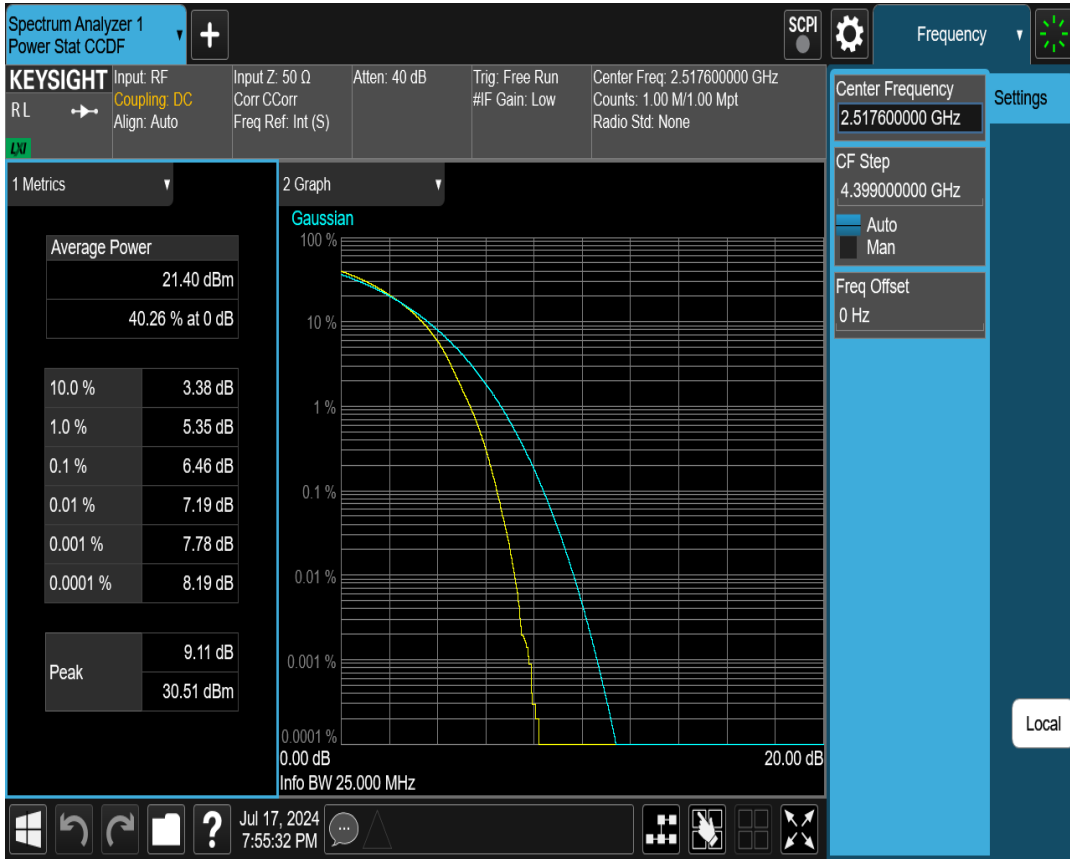 Spectrum Analyzer 1
Power Stat CCDF
SCPI
Frequency
KEYSIGHT
RL
LXI
Input: RF
Coupling: DC
Align: Auto
Input Z: 50 Ω
Corr CCorr
Freq Ref: Int (S)
Atten: 40 dB
Trig: Free Run
#IF Gain: Low
Center Freq: 2.517600000 GHz
Counts: 1.00 M/1.00 Mpt
Radio Std: None
Center Frequency
2.517600000 GHz
Settings
CF Step
4.399000000 GHz
Auto
Man
Freq Offset
0 Hz
Local
1 Metrics
Average Power
21.40 dBm
40.26 % at 0 dB
10.0 % 3.38 dB
1.0 % 5.35 dB
0.1 % 6.46 dB
0.01 % 7.19 dB
0.001 % 7.78 dB
0.0001 % 8.19 dB
Peak
9.11 dB
30.51 dBm
2 Graph
Gaussian
100 %
10 %
1 %
0.1 %
0.01 %
0.001 %
0.0001 %
0.00 dB 20.00 dB
Info BW 25.000 MHz
?
Jul 17, 2024
7:55:32 PM